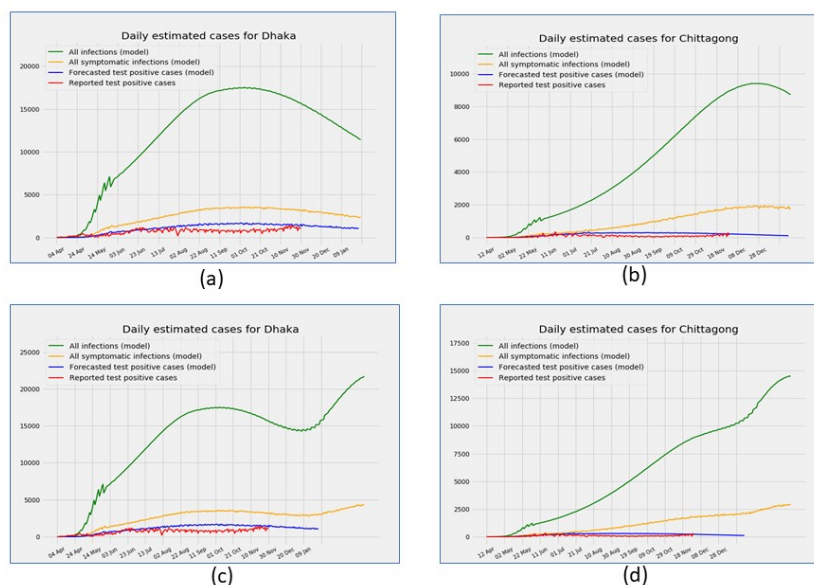 Daily estimated cases for Dhaka
All infections (model)
All symptomatic infections (model)
Forecasted test positive cases (model)
Reported test positive cases
20000
15000
10000
5000
0
04 Apr 24 Apr 14 May 03 Jun 23 Jun 13 Jul 02 Aug 22 Aug 11 Sep 01 Oct 21 Oct 10 Nov 30 Nov 20 Dec 09 Jan
(a)
Daily estimated cases for Chittagong
All infections (model)
All symptomatic infections (model)
Forecasted test positive cases (model)
Reported test positive cases
10000
8000
6000
4000
2000
0
12 Apr 02 May 22 May 11 Jun 01 Jul 21 Jul 10 Aug 30 Aug 19 Sep 09 Oct 29 Oct 18 Nov 08 Dec 28 Dec
(b)
Daily estimated cases for Dhaka
All infections (model)
All symptomatic infections (model)
Forecasted test positive cases (model)
Reported test positive cases
25000
20000
15000
10000
5000
0
04 Apr 24 Apr 14 May 03 Jun 23 Jun 13 Jul 02 Aug 22 Aug 11 Sep 01 Oct 21 Oct 10 Nov 30 Nov 20 Dec 09 Jan
(c)
Daily estimated cases for Chittagong
All infections (model)
All symptomatic infections (model)
Forecasted test positive cases (model)
Reported test positive cases
17500
15000
12500
10000
7500
5000
2500
0
12 Apr 02 May 22 May 11 Jun 01 Jul 21 Jul 10 Aug 30 Aug 19 Sep 09 Oct 29 Oct 18 Nov 08 Dec 28 Dec
(d)